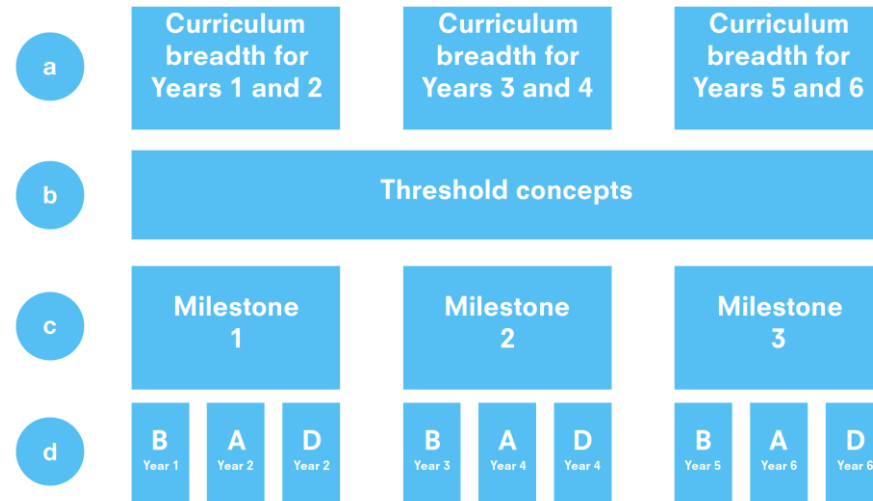 a
Curriculum
breadth for
Years 1 and 2
Curriculum
breadth for
Years 3 and 4
Curriculum
breadth for
Years 5 and 6
b
Threshold concepts
c
Milestone
1
Milestone
2
Milestone
3
d
B
Year 1
A
Year 2
D
Year 2
B
Year 3
A
Year 4
D
Year 4
B
Year 5
A
Year 6
D
Year 6